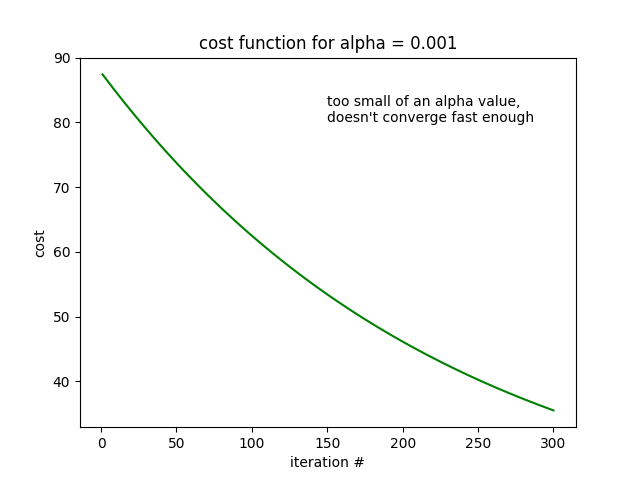 cost function for alpha = 0.001
90
too small of an alpha value,
doesn't converge fast enough
80
70
60
cost
50
40
0 50 100 150 200 250 300
iteration #